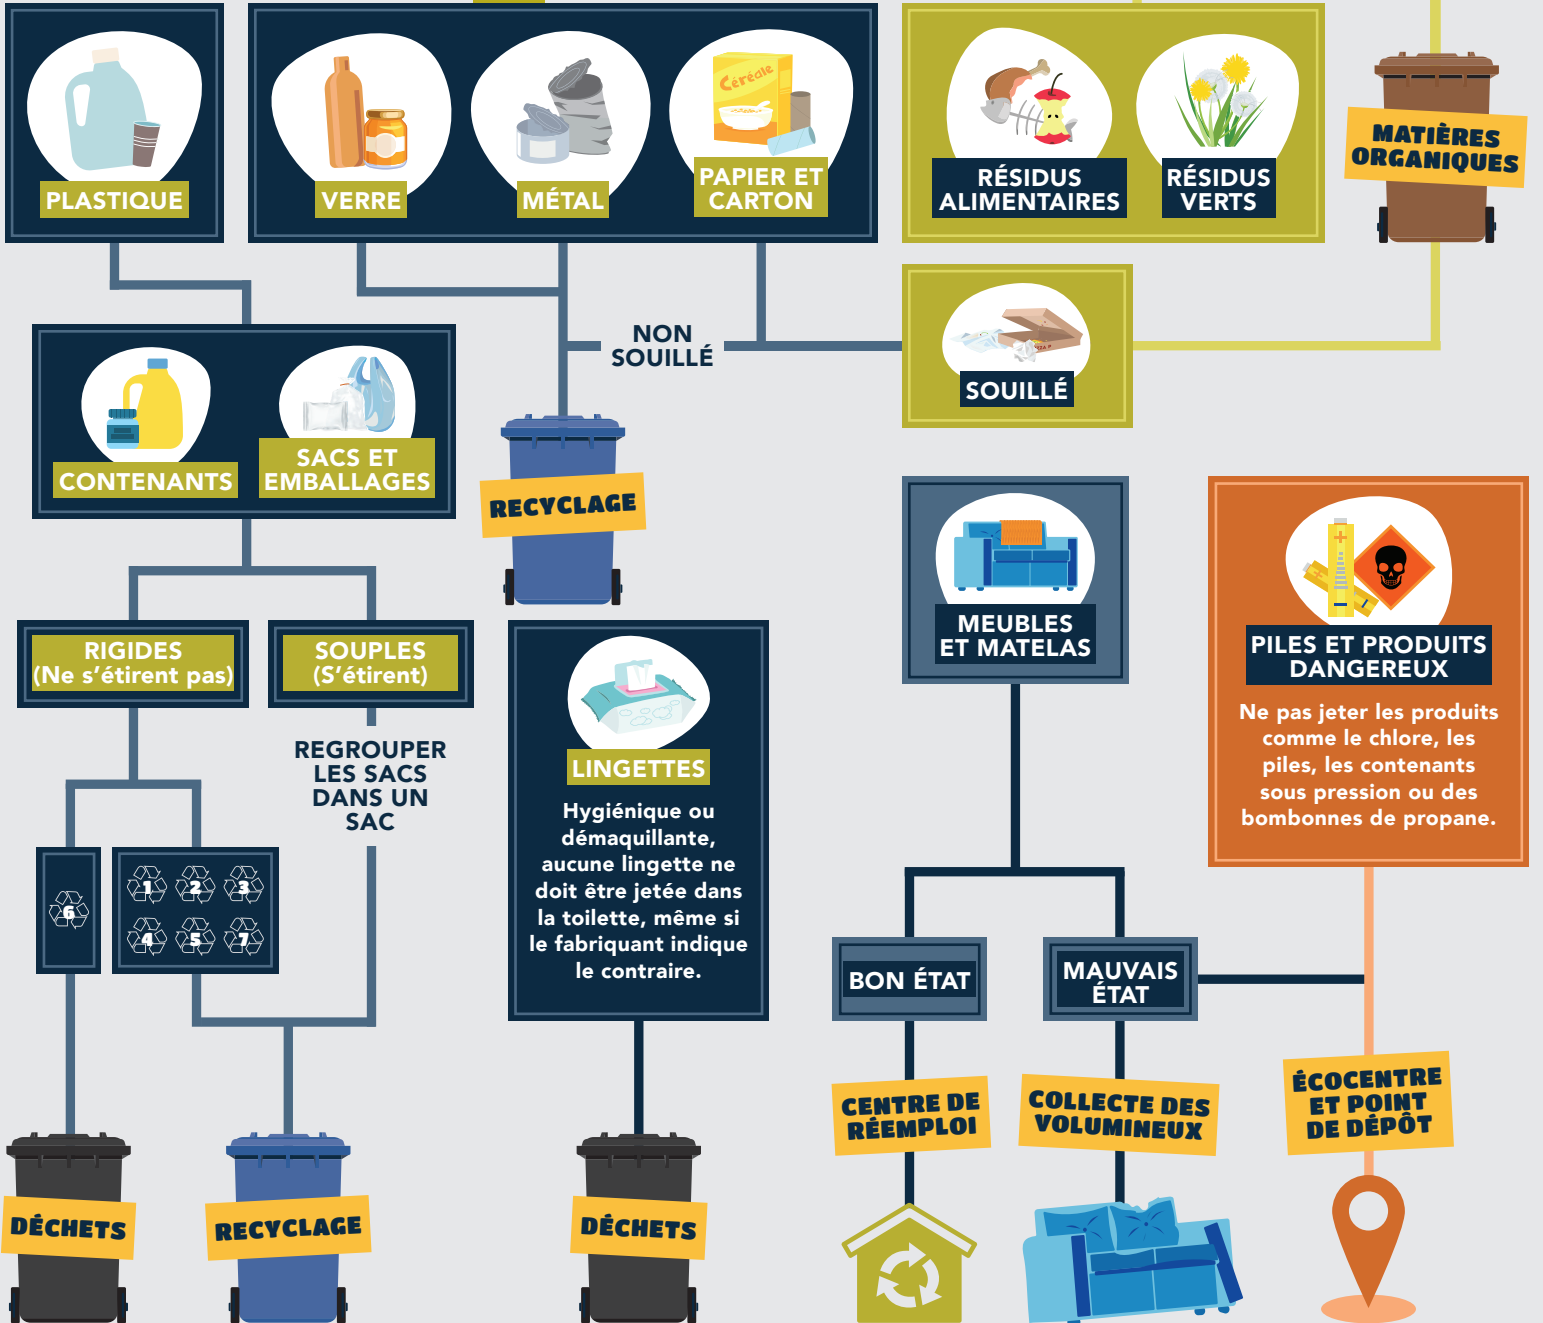 Céréale
PLASTIQUE
VERRE
MÉTAL
PAPIER ET
CARTON
RÉSIDUS
ALIMENTAIRES
RÉSIDUS
VERTS
MATIÈRES
ORGANIQUES
NON
SOUILLÉ
SOUILLÉ
CONTENANTS
SACS ET
EMBALLAGES
RECYCLAGE
RIGIDES
(Ne s’étirent pas)
SOUPLES
(S’étirent)
REGROUPER
LES SACS
DANS UN
SAC
6
1 2 3
4 5 7
LINGETTES
Hygiénique ou
démaquillante,
aucune lingette ne
doit être jetée dans
la toilette, même si
le fabriquant indique
le contraire.
MEUBLES
ET MATELAS
PILES ET PRODUITS
DANGEREUX
Ne pas jeter les produits
comme le chlore, les
piles, les contenants
sous pression ou des
bombonnes de propane.
BON ÉTAT
MAUVAIS
ÉTAT
DÉCHETS
RECYCLAGE
DÉCHETS
CENTRE DE
RÉEMPLOI
COLLECTE DES
VOLUMINEUX
ÉCOCENTRE
ET POINT
DE DÉPÔT